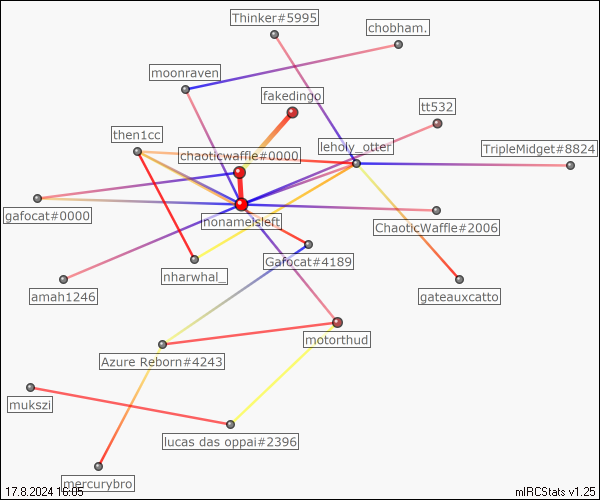 Thinker#5995
chobham.
moonraven
fakedingo
tt532
then1cc
leholy_otter
chaoticwaffle#0000
TripleMidget#8824
gafocat#0000
nonameisleft
ChaoticWaffle#2006
Gafocat#4189
nharwhal_
amah1246
gateauxcatto
motorthud
Azure Reborn#4243
mukszi
lucas das oppai#2396
mercurybro
17.8.2024 16:05
mIRCStats v1.25